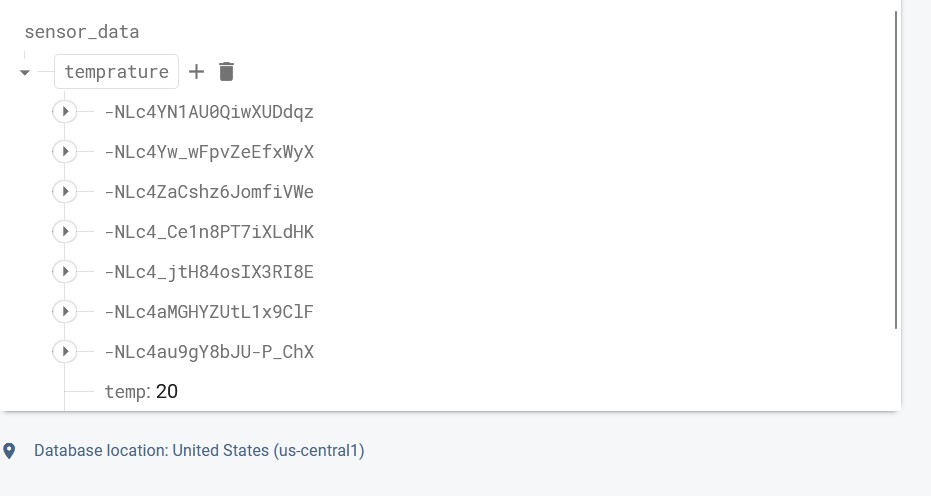 sensor_data
temprature
-NLc4YN1AU0QiwXUDdqz
-NLc4Yw_wFpvZeEfxWyX
-NLc4ZaCshz6JomfiVWe
-NLc4_Ce1n8PT7iXLdHK
-NLc4_jtH84osIX3RI8E
-NLc4aMGHYZUtL1x9ClF
-NLc4au9gY8bJU-P_ChX
temp: 20
Database location: United States (us-central1)